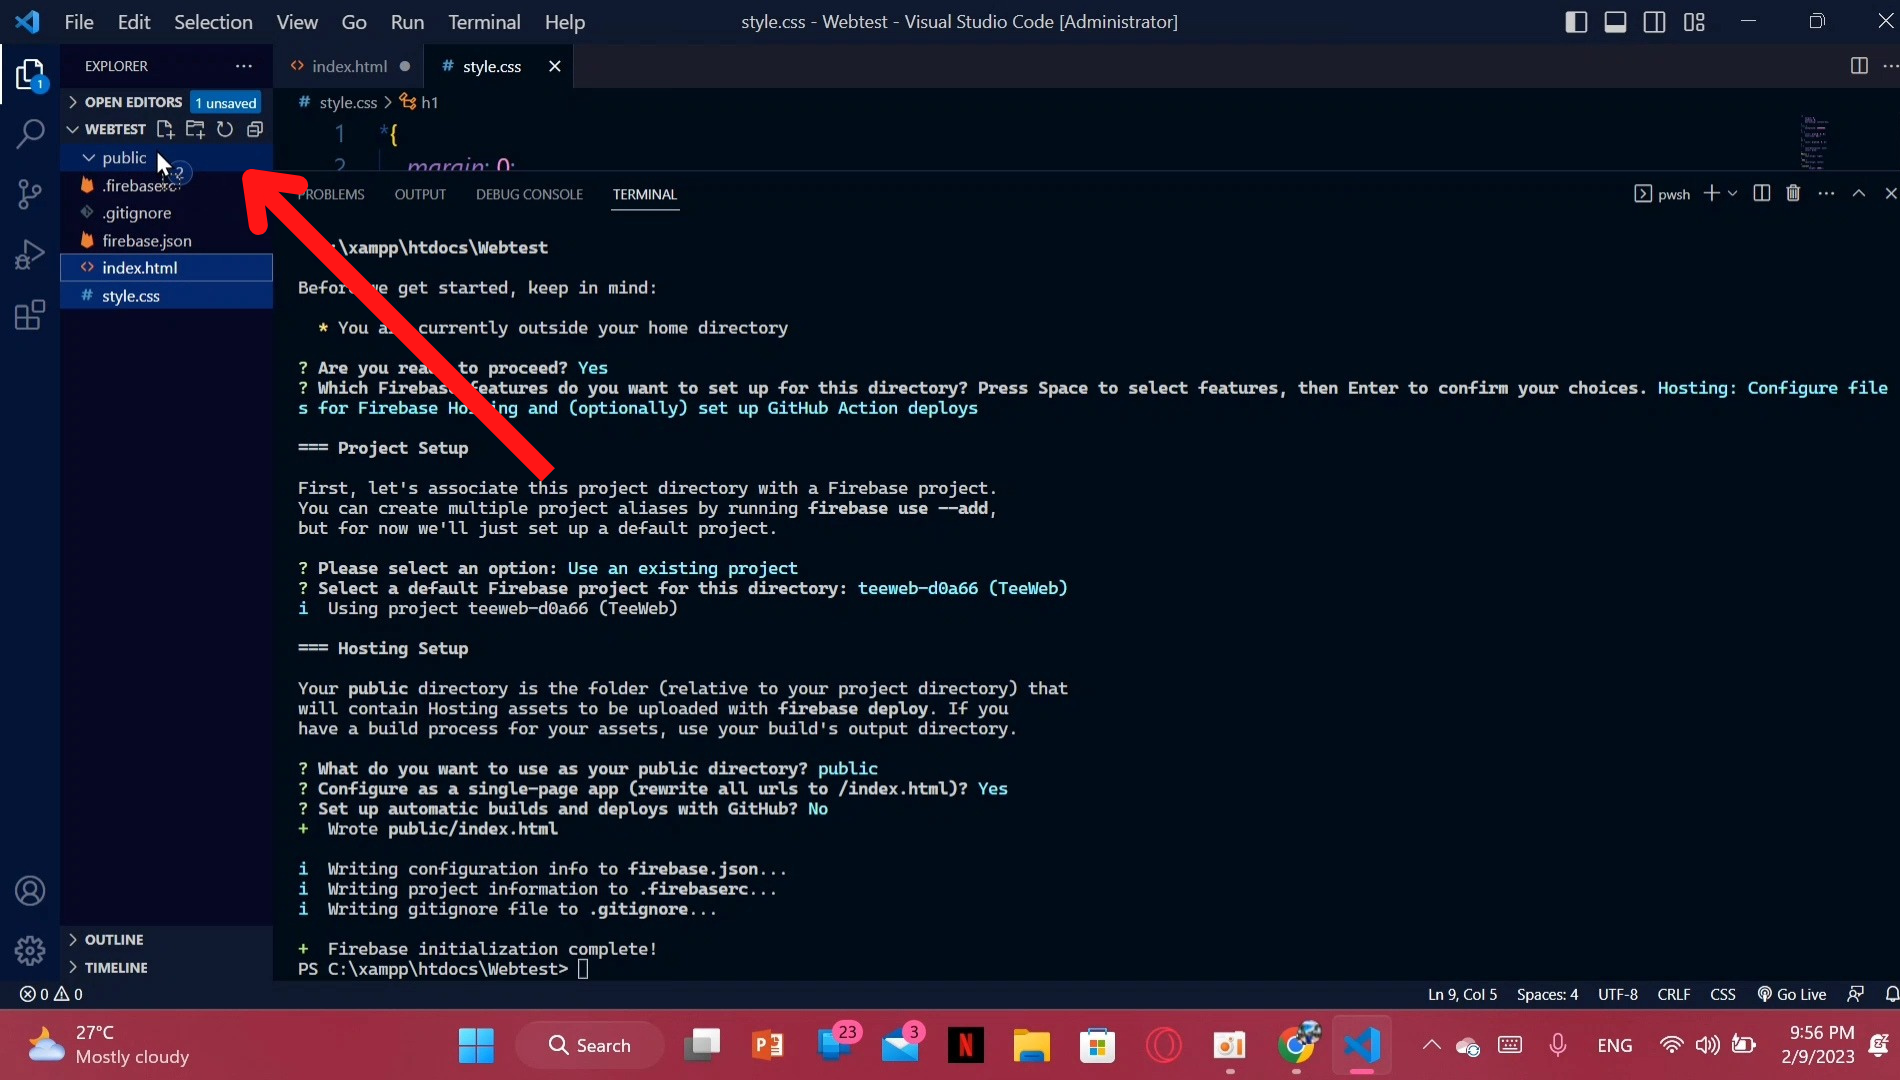 File Edit Selection View Go Run Terminal Help
style.css - Webtest - Visual Studio Code [Administrator]
EXPLORER
index.html
# style.css
1
OPEN EDITORS 1 unsaved
# style.css > h1
WEBTEST
1 *{
public
2 margin: 0;
2
.firebaserc
.gitignore
firebase.json
index.html
# style.css
PROBLEMS OUTPUT DEBUG CONSOLE TERMINAL
pwsh
:\xampp\htdocs\Webtest
Before we get started, keep in mind:
* You are currently outside your home directory
? Are you ready to proceed? Yes
? Which Firebase features do you want to set up for this directory? Press Space to select features, then Enter to confirm your choices. Hosting: Configure file
s for Firebase Hosting and (optionally) set up GitHub Action deploys
=== Project Setup
First, let's associate this project directory with a Firebase project.
You can create multiple project aliases by running firebase use --add,
but for now we'll just set up a default project.
? Please select an option: Use an existing project
? Select a default Firebase project for this directory: teeweb-d0a66 (TeeWeb)
i Using project teeweb-d0a66 (TeeWeb)
=== Hosting Setup
Your public directory is the folder (relative to your project directory) that
will contain Hosting assets to be uploaded with firebase deploy. If you
have a build process for your assets, use your build's output directory.
? What do you want to use as your public directory? public
? Configure as a single-page app (rewrite all urls to /index.html)? Yes
? Set up automatic builds and deploys with GitHub? No
+ Wrote public/index.html
i Writing configuration info to firebase.json...
i Writing project information to .firebaserc...
i Writing gitignore file to .gitignore...
+ Firebase initialization complete!
PS C:\xampp\htdocs\Webtest>
OUTLINE
TIMELINE
0 0
Ln 9, Col 5 Spaces: 4 UTF-8 CRLF CSS Go Live
27°C
Mostly cloudy
Search
23
3
N
ENG
9:56 PM
2/9/2023